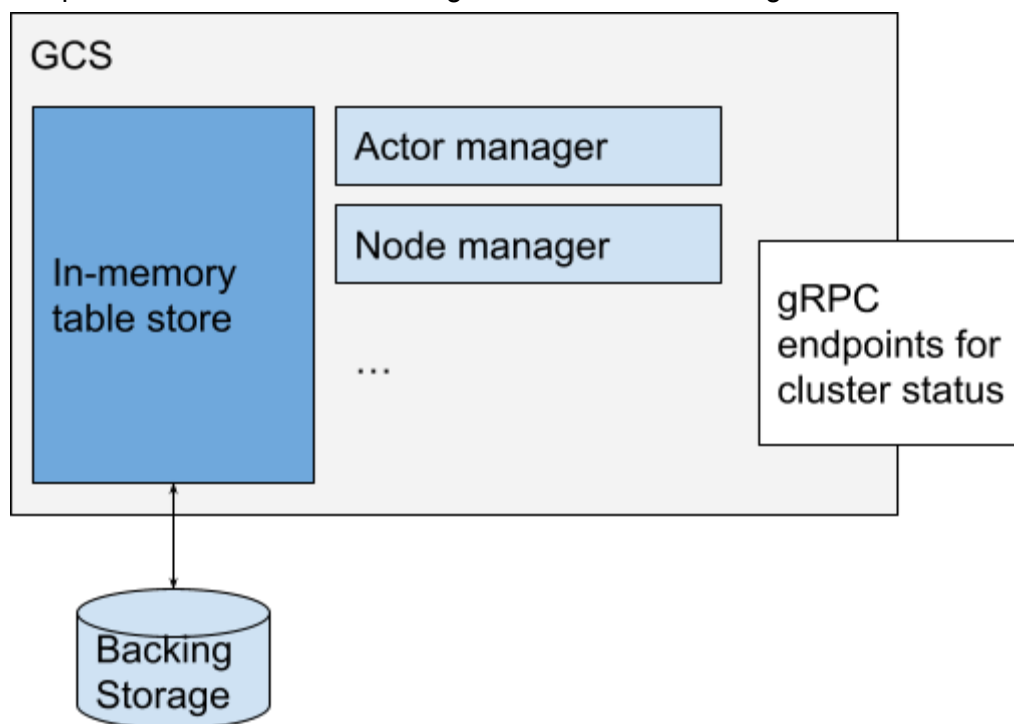 GCS
Actor manager
Node manager
In-memory
table store
…
gRPC
endpoints for
cluster status
Backing
Storage